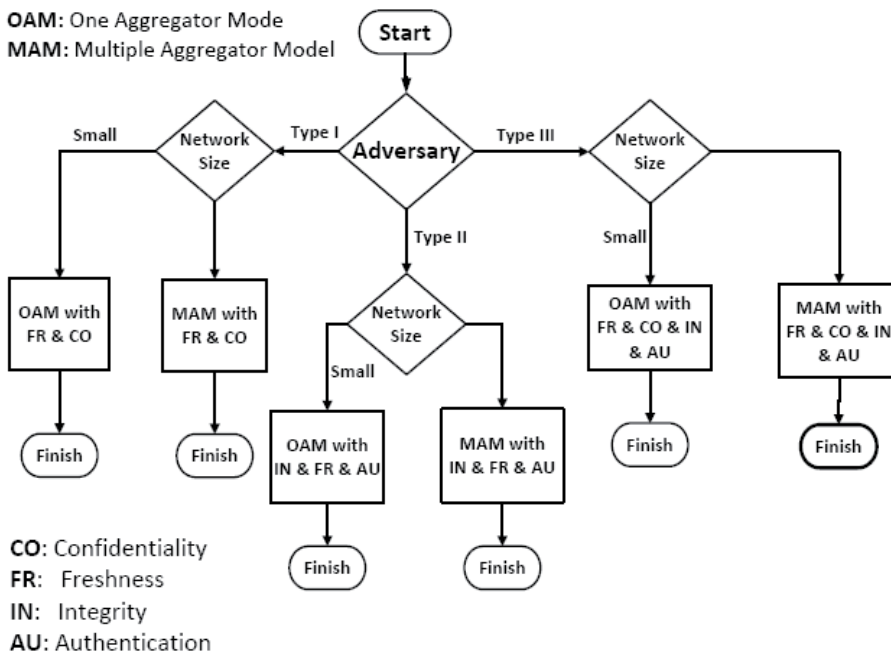 OAM: One Aggregator Mode
MAM: Multiple Aggregator Model
Start
Adversary
Type I
Type II
Type III
Network
Size
Small
OAM with
FR & CO
Finish
MAM with
FR & CO
Finish
Network
Size
Small
OAM with
IN & FR & AU
Finish
MAM with
IN & FR & AU
Finish
Network
Size
Small
OAM with
FR & CO & IN
& AU
Finish
MAM with
FR & CO & IN
& AU
Finish
CO: Confidentiality
FR: Freshness
IN: Integrity
AU: Authentication